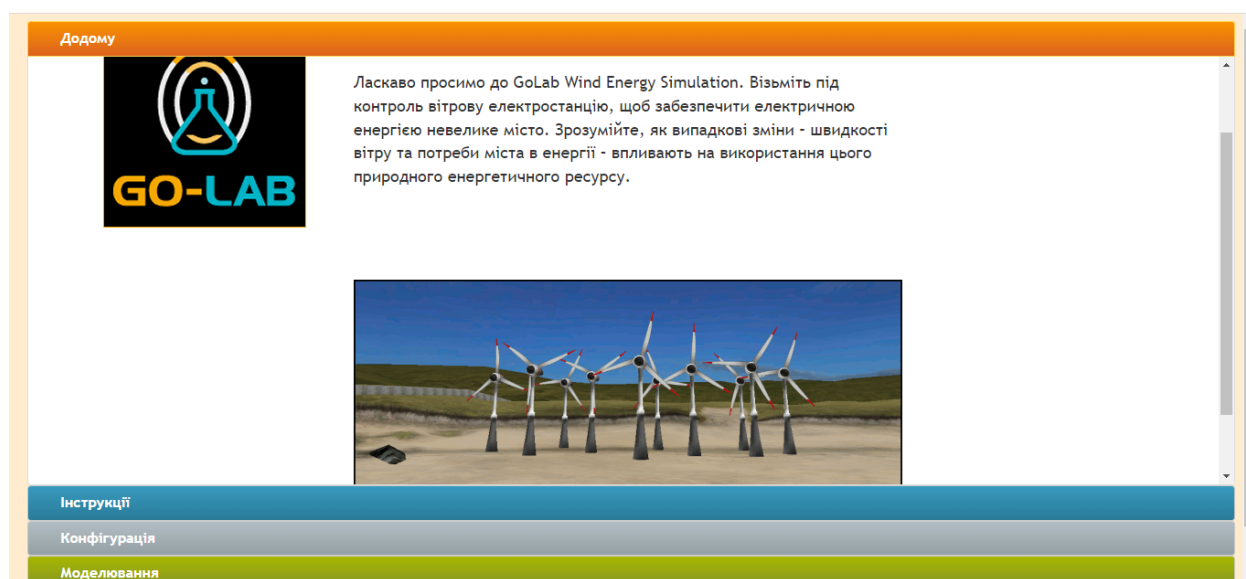 Додому
Ласкаво просимо до GoLab Wind Energy Simulation. Візьміть під
контроль вітрову електростанцію, щоб забезпечити електричною
енергією невелике місто. Зрозумійте, як випадкові зміни - швидкості
вітру та потреби міста в енергії - впливають на використання цього
природного енергетичного ресурсу.
GO-LAB
Інструкції
Конфігурація
Моделювання